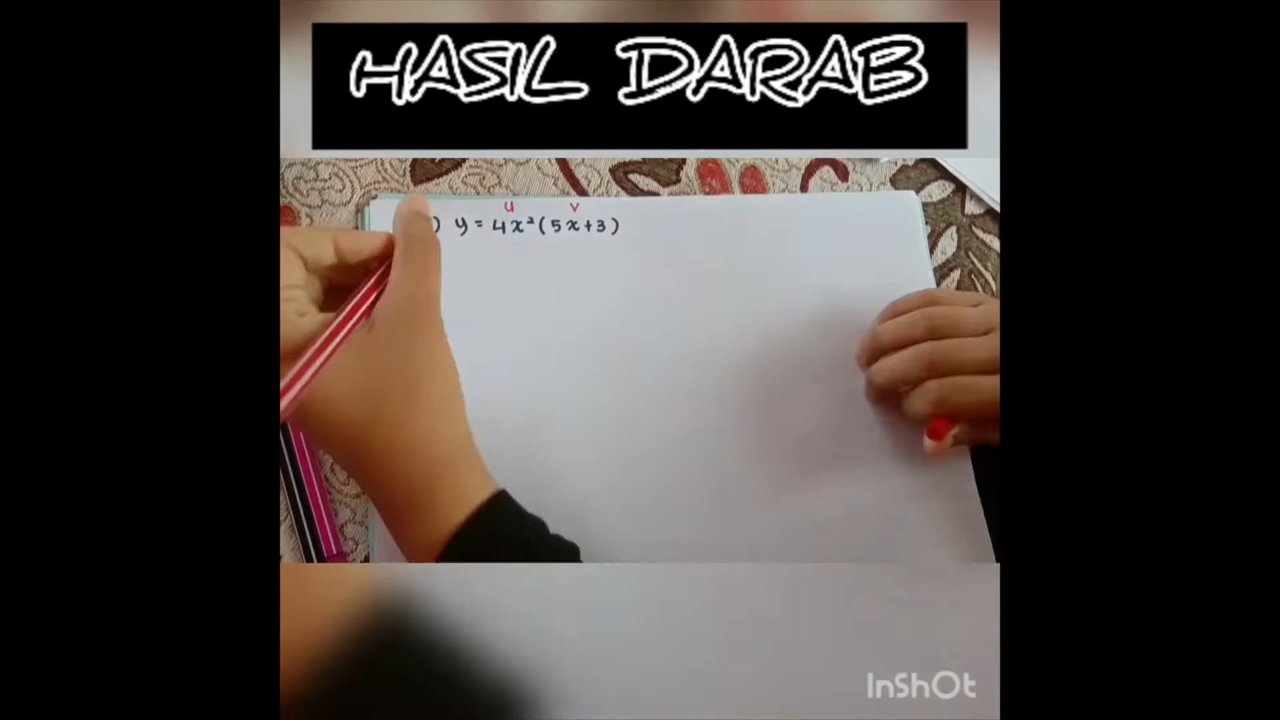 HASIL DARAB
u v
) y = 4x²(5x+3)
InShOt